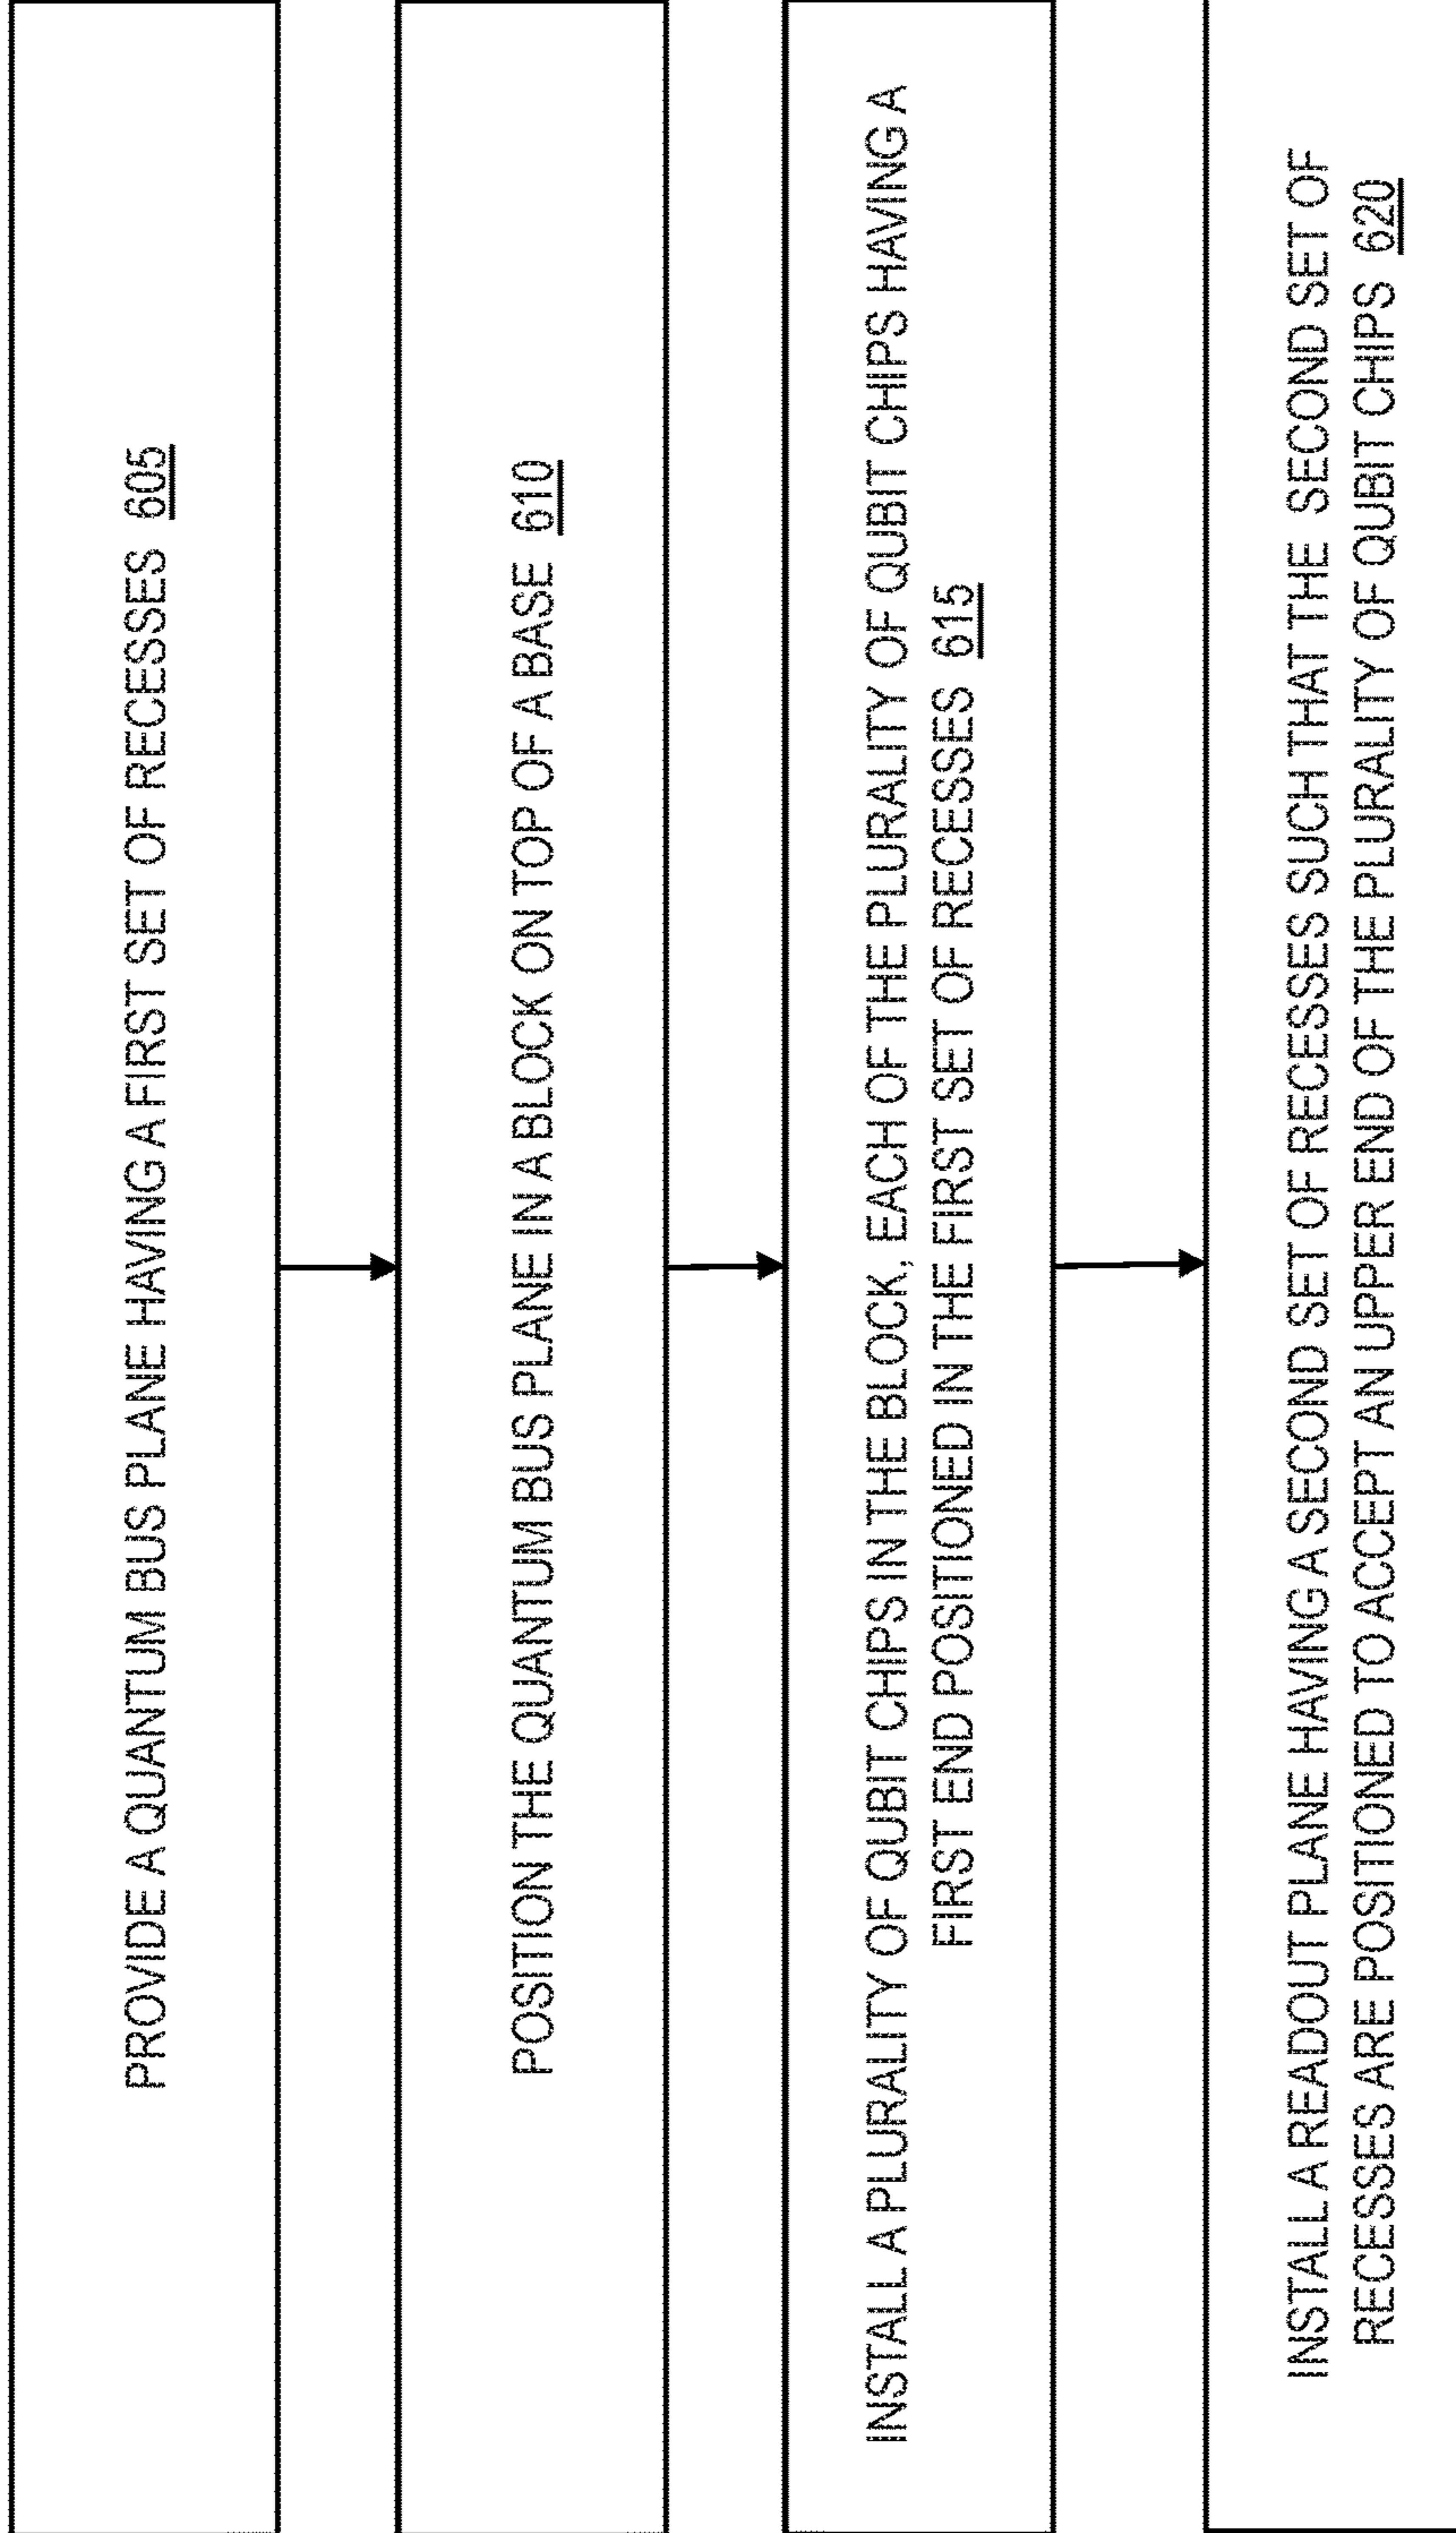 PROVIDE A QUANTUM BUS PLANE HAVING A FIRST SET OF RECESSES 605
POSITION THE QUANTUM BUS PLANE IN A BLOCK ON TOP OF A BASE 610
INSTALL A PLURALITY OF QUBIT CHIPS IN THE BLOCK, EACH OF THE PLURALITY OF QUBIT CHIPS HAVING A
FIRST END POSITIONED IN THE FIRST SET OF RECESSES 615
INSTALL A READOUT PLANE HAVING A SECOND SET OF RECESSES SUCH THAT THE SECOND SET OF
RECESSES ARE POSITIONED TO ACCEPT AN UPPER END OF THE PLURALITY OF QUBIT CHIPS 620